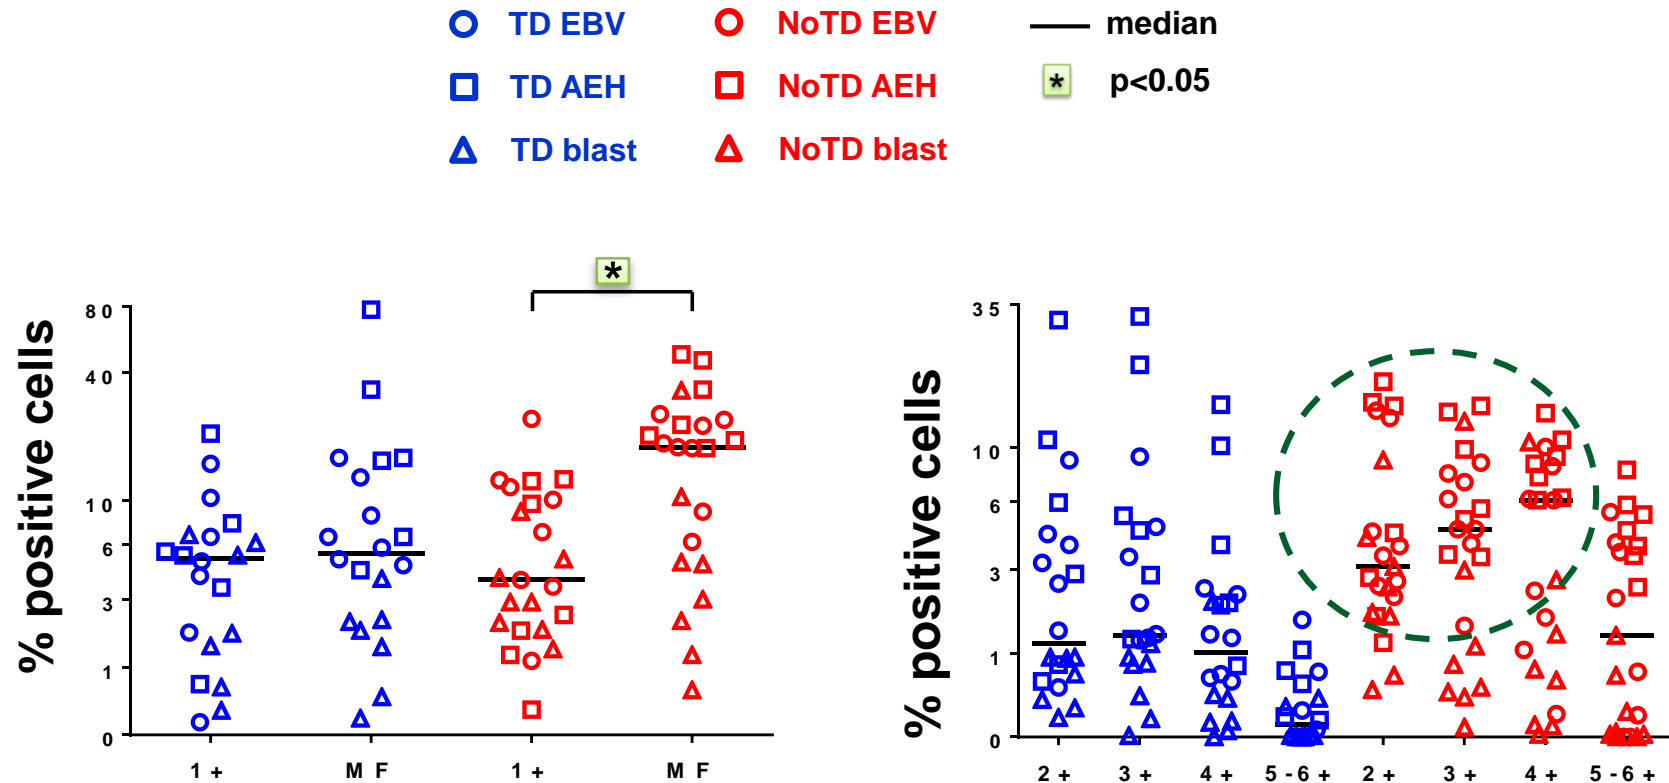 TD EBV NoTD EBV median
TD AEH NoTD AEH * p<0.05
TD blast NoTD blast
*
% positive cells
80
40
10
6
3
1
0
1+ MF 1+ MF
% positive cells
35
10
6
3
1
0
2+ 3+ 4+ 5-6+ 2+ 3+ 4+ 5-6+